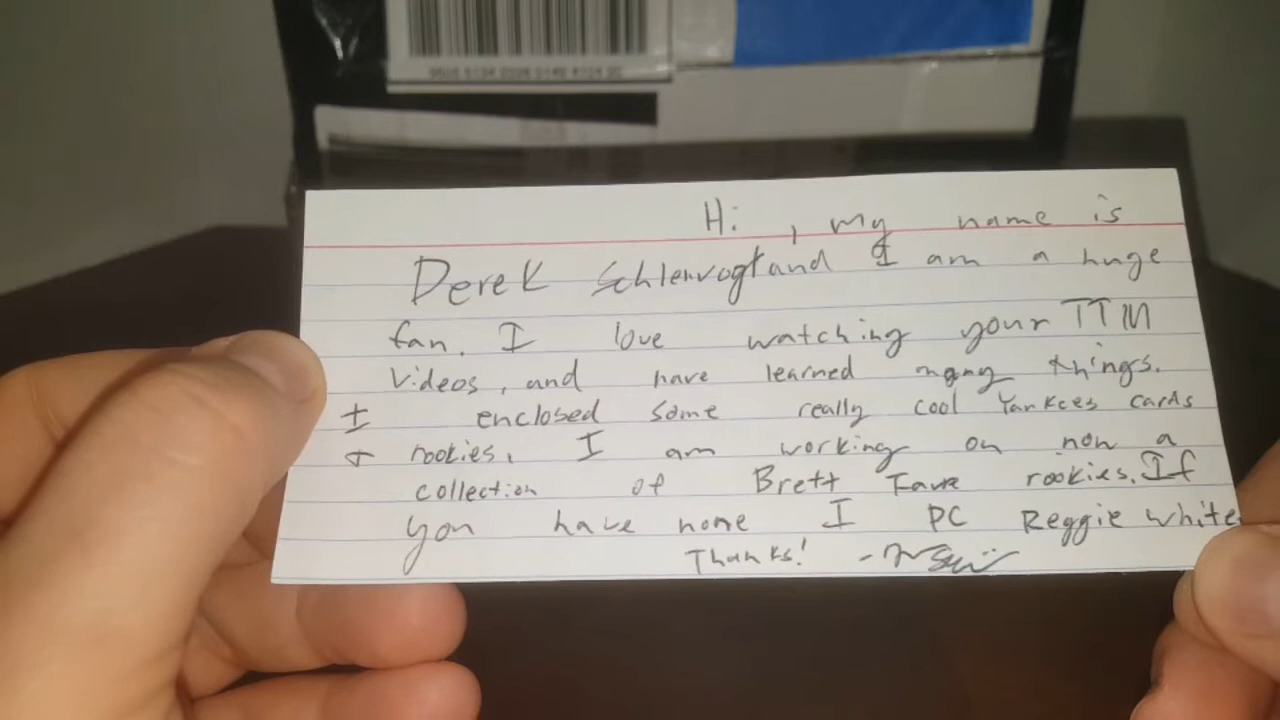 Hi, my name is
Derek Schlenvogt and I am a huge
fan. I love watching your TTM
Videos, and have learned many things.
I enclosed some really cool Yankees cards
+ rookies, I am working on now a
collection of Brett Favre rookies. If
you have none I PC Reggie White
Thanks!